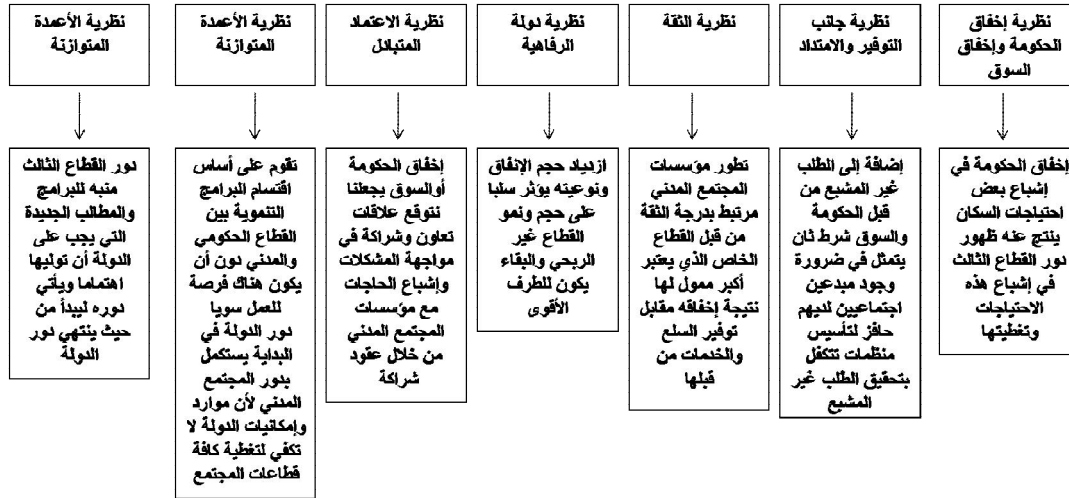 نظرية إخفاق
الحكومة وإخفاق
السوق
نظرية جانب
التوفير والامتداد
نظرية الثقة
نظرية دولة
الرفاهية
نظرية الاعتماد
المتبادل
نظرية الأعمدة
المتوازنة
نظرية الأعمدة
المتوازنة
إخفاق الحكومة في
إشباع بعض
احتياجات السكان
ينتج عنه ظهور
دور القطاع الثالث
في إشباع هذه
الاحتياجات
وتغطيتها
إضافة إلى الطلب
غير المشبع من
قبل الحكومة
والسوق شرط ثان
يتمثل في ضرورة
وجود مبدعين
اجتماعيين لديهم
حافز لتأسيس
منظمات تتكفل
بتحقيق الطلب غير
المشبع
تطور مؤسسات
المجتمع المدني
مرتبط بدرجة الثقة
من قبل القطاع
الخاص الذي يعتبر
أكبر ممول لها
نتيجة إخفاقه مقابل
توفير السلع
والخدمات من
قبلها
ازدياد حجم الإنفاق
ونوعيته يؤثر سلبا
على حجم ونمو
القطاع غير
الربحي والبقاء
يكون للطرف
الأقوى
إخفاق الحكومة
أوالسوق يجعلنا
نتوقع علاقات
تعاون وشراكة في
مواجهة المشكلات
وإشباع الحاجات
مع مؤسسات
المجتمع المدني
من خلال عقود
شراكة
تقوم على أساس
اقتسام البرامج
التنموية بين
القطاع الحكومي
والمدني دون أن
يكون هناك فرصة
للعمل سويا
دور الدولة في
البداية يستكمل
بدور المجتمع
المدني لأن موارد
وإمكانيات الدولة لا
تكفي لتغطية كافة
قطاعات المجتمع
دور القطاع الثالث
منبه للبرامج
والمطالب الجديدة
التي يجب على
الدولة أن توليها
اهتماما ويأتي
دوره ليبدأ من
حيث ينتهي دور
الدولة